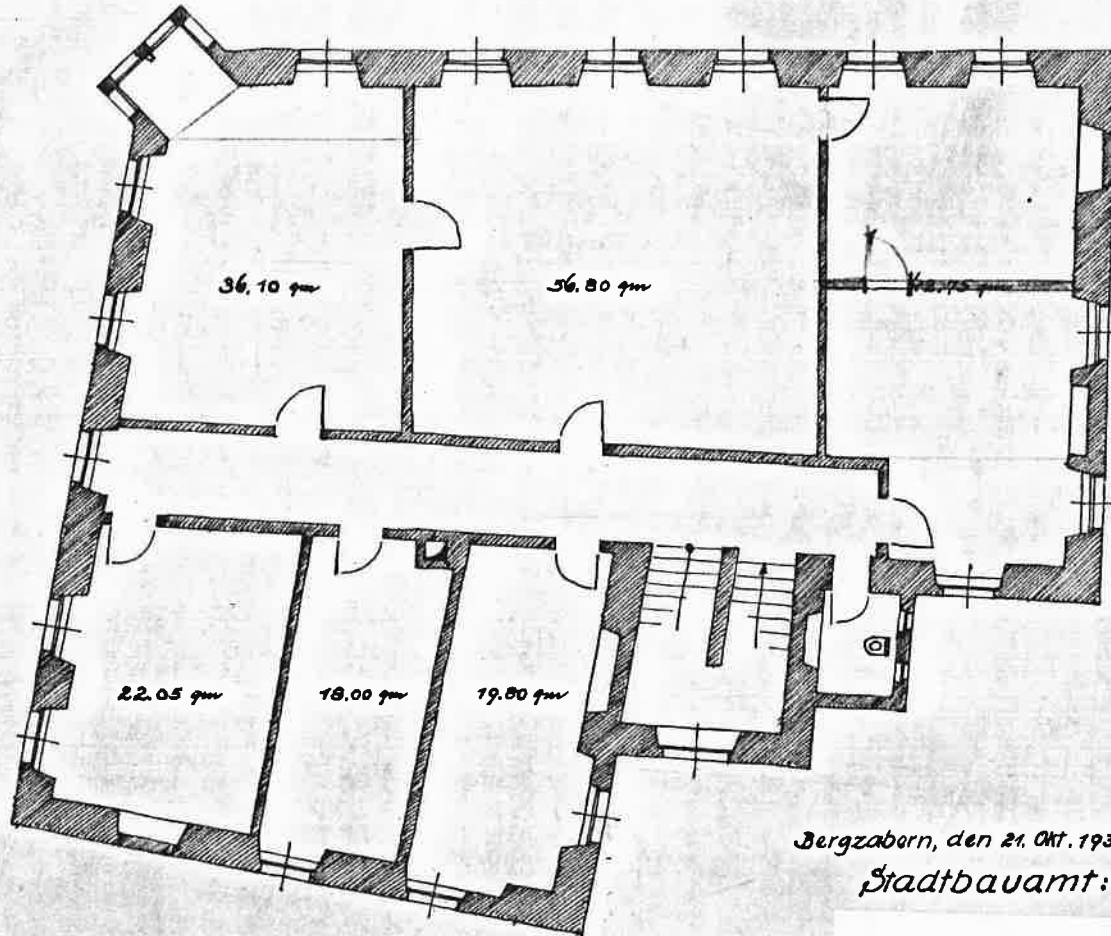 36.10 qm
56.80 qm
22.05 qm
18.00 qm
19.80 qm
Bergzabern, den 21. Okt. 193
Stadtbauamt: